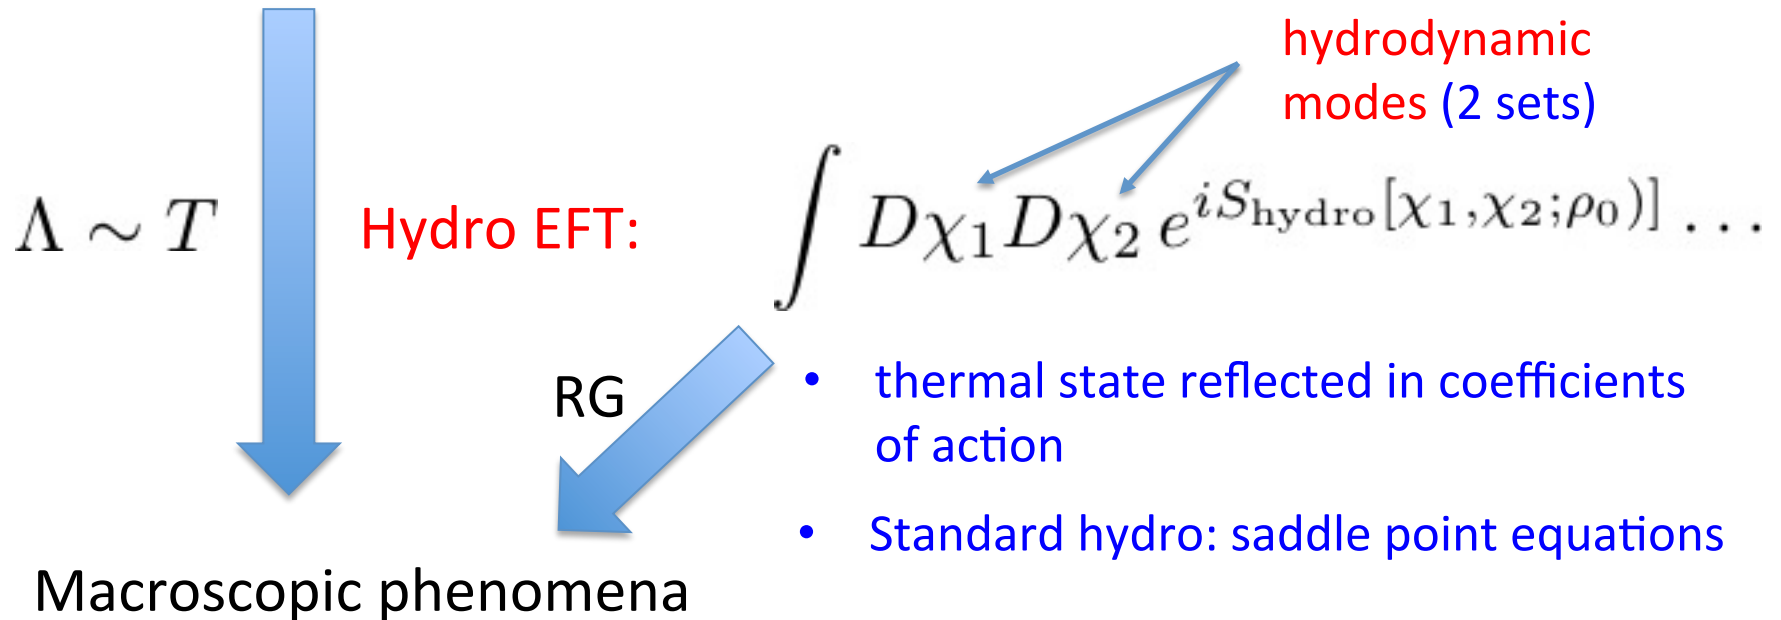 hydrodynamic
modes (2 sets)
Λ ∼ T
Hydro EFT:
∫ Dχ₁Dχ₂ e^{iS_hydro[χ₁,χ₂;ρ₀)]} ...
RG
• thermal state reflected in coefficients
of action
• Standard hydro: saddle point equations
Macroscopic phenomena